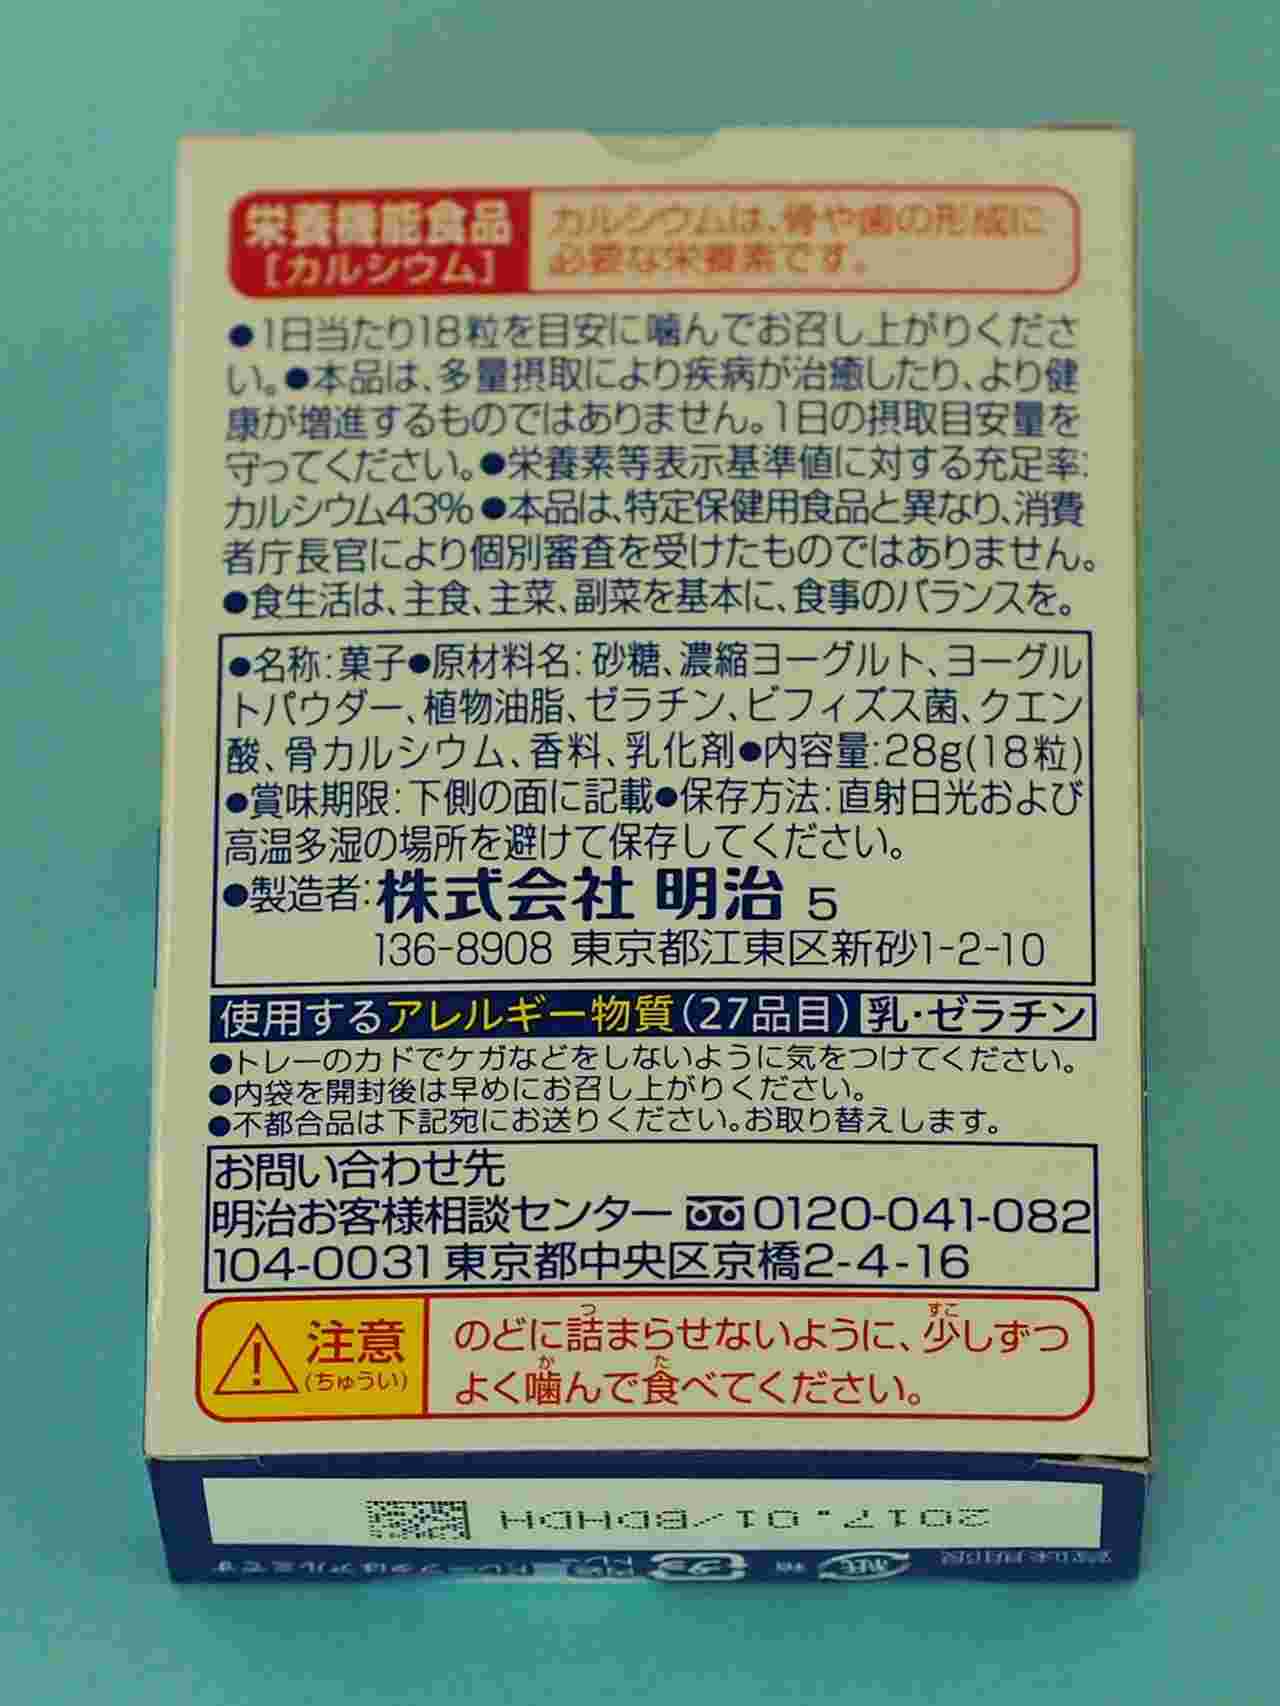 栄養機能食品
[カルシウム]
カルシウムは、骨や歯の形成に
必要な栄養素です。
●1日当たり18粒を目安に噛んでお召し上がりくださ
い。●本品は、多量摂取により疾病が治癒したり、より健
康が増進するものではありません。1日の摂取目安量を
守ってください。●栄養素等表示基準値に対する充足率:
カルシウム43%●本品は、特定保健用食品と異なり、消費
者庁長官により個別審査を受けたものではありません。
●食生活は、主食、主菜、副菜を基本に、食事のバランスを。
●名称:菓子●原材料名:砂糖、濃縮ヨーグルト、ヨーグル
トパウダー、植物油脂、ゼラチン、ビフィズス菌、クエン
酸、骨カルシウム、香料、乳化剤●内容量:28g(18粒)
●賞味期限:下側の面に記載●保存方法:直射日光および
高温多湿の場所を避けて保存してください。
●製造者:株式会社 明治 5
136-8908 東京都江東区新砂1-2-10
使用するアレルギー物質(27品目) 乳・ゼラチン
●トレーのカドでケガなどをしないように気をつけてください。
●内袋を開封後は早めにお召し上がりください。
●不都合品は下記宛にお送りください。お取り替えします。
お問い合わせ先
明治お客様相談センター 0120-041-082
104-0031 東京都中央区京橋2-4-16
注意
(ちゅうい)
のどに詰まらせないように、少しずつ
よく噛んで食べてください。
2017.01/BDHDH
賞味期限
紙 箱
プラ